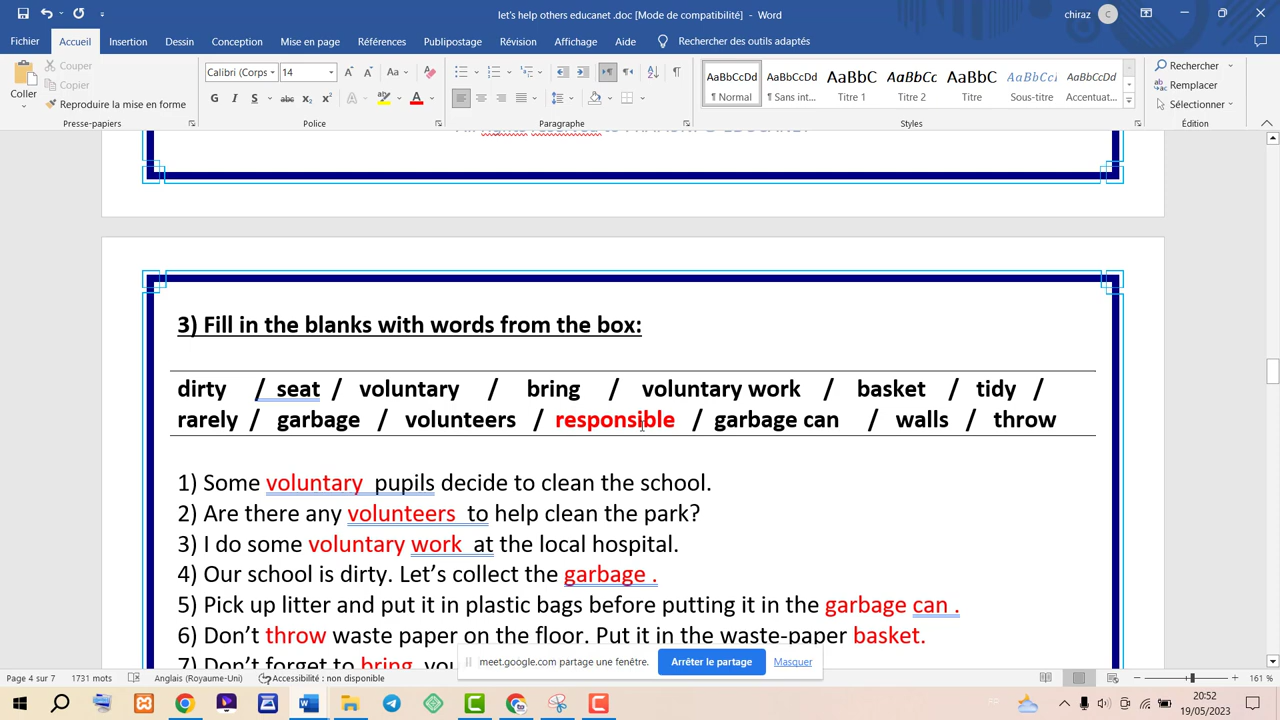 let's help others educanet .doc [Mode de compatibilité] - Word
chiraz C
Fichier Accueil Insertion Dessin Conception Mise en page Références Publipostage Révision Affichage Aide Rechercher des outils adaptés
Coller
Couper
Copier
Reproduire la mise en forme
Presse-papiers
Calibri (Corps 14
G I S abc x₂ x² A A
Police
Paragraphe
AaBbCcDd AaBbCcDd AaBbC AaBbCc AaBbC AaBbCcI AaBbCcDd
¶ Normal ¶ Sans int... Titre 1 Titre 2 Titre Sous-titre Accentuat...
Styles
Rechercher
Remplacer
Sélectionner
Édition
3) Fill in the blanks with words from the box:
dirty / seat / voluntary / bring / voluntary work / basket / tidy /
rarely / garbage / volunteers / responsible / garbage can / walls / throw
1) Some voluntary pupils decide to clean the school.
2) Are there any volunteers to help clean the park?
3) I do some voluntary work at the local hospital.
4) Our school is dirty. Let’s collect the garbage .
5) Pick up litter and put it in plastic bags before putting it in the garbage can .
6) Don’t throw waste paper on the floor. Put it in the waste-paper basket.
7) Don’t forget to bring
meet.google.com partage une fenêtre. Arrêter le partage Masquer
Page 4 sur 7 1731 mots Anglais (Royaume-Uni) Accessibilité : non disponible 161 %
20:52
19/05/2023